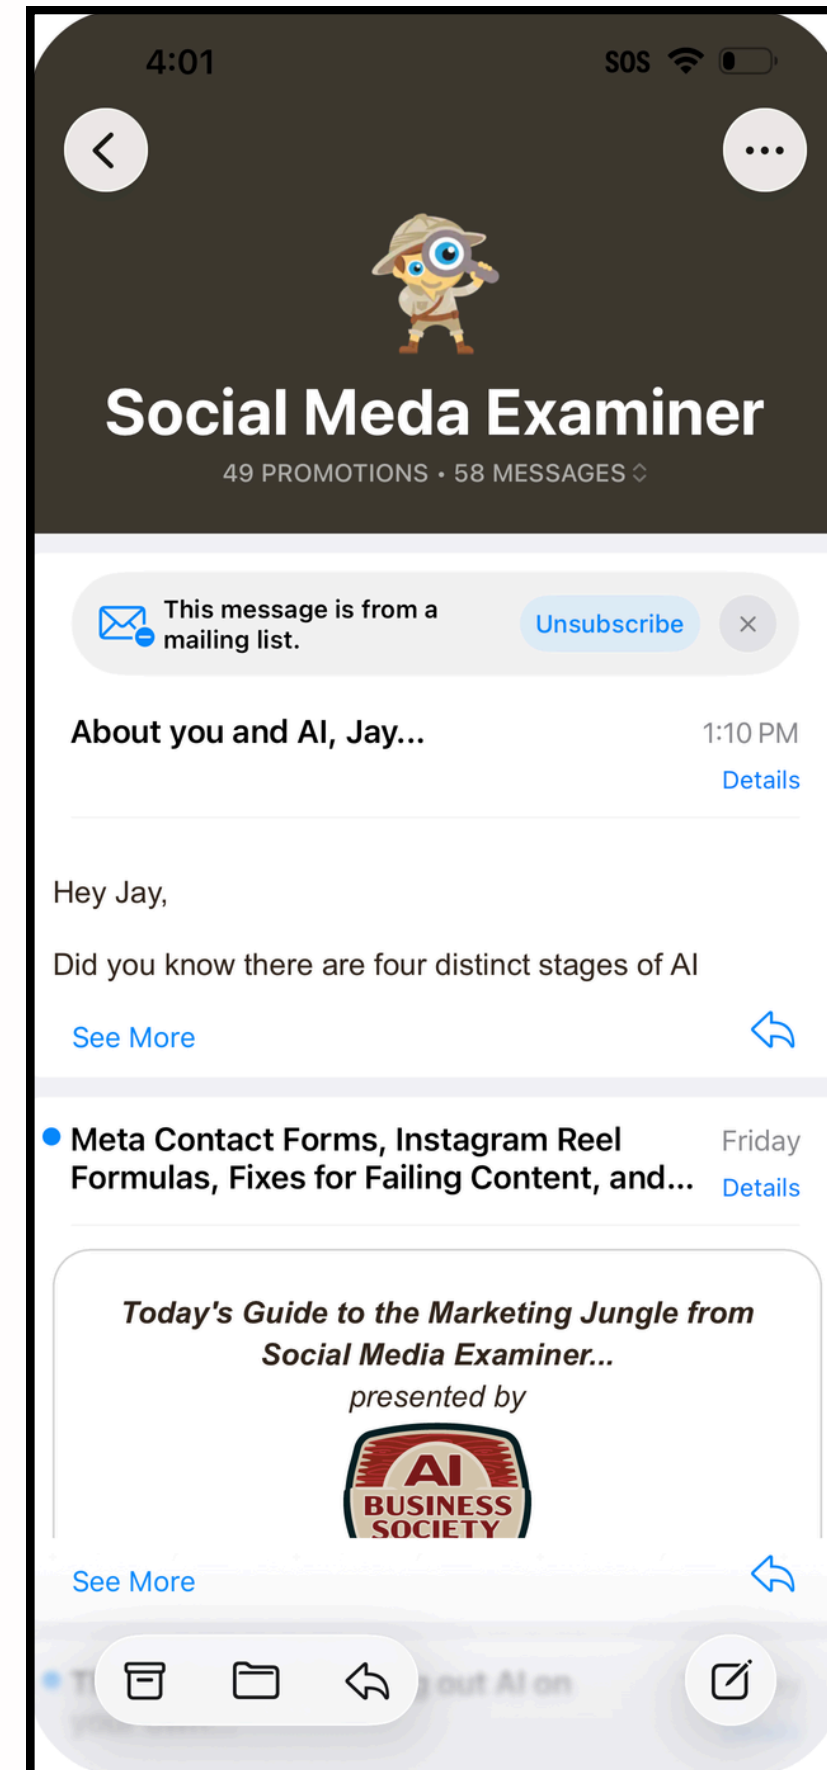 4:01 SOS
Social Meda Examiner
49 PROMOTIONS • 58 MESSAGES
This message is from a
mailing list.
Unsubscribe
About you and AI, Jay...
1:10 PM
Details
Hey Jay,
Did you know there are four distinct stages of AI
See More
Meta Contact Forms, Instagram Reel
Formulas, Fixes for Failing Content, and...
Friday
Details
Today's Guide to the Marketing Jungle from
Social Media Examiner...
presented by
AI
BUSINESS
SOCIETY
See More
out AI on